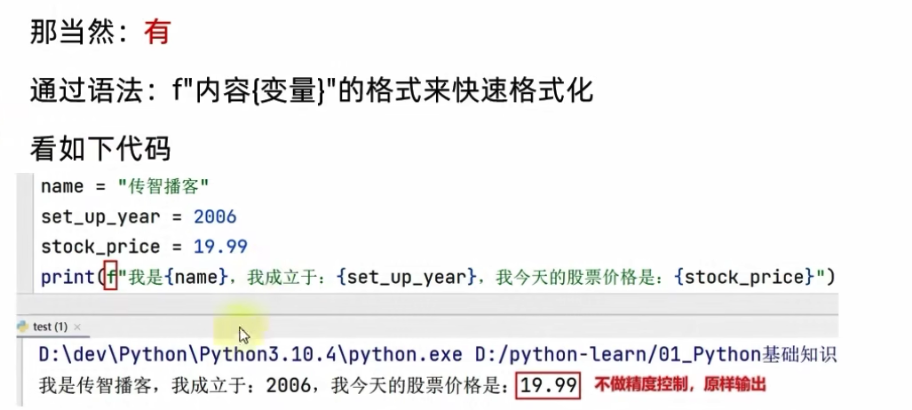 那当然：有
通过语法：f"内容{变量}"的格式来快速格式化
看如下代码
name = "传智播客"
set_up_year = 2006
stock_price = 19.99
print(f"我是{name}，我成立于：{set_up_year}，我今天的股票价格是：{stock_price}")
test (1) ×
D:\dev\Python\Python3.10.4\python.exe D:/python-learn/01_Python基础知识
我是传智播客，我成立于：2006，我今天的股票价格是：19.99 不做精度控制，原样输出